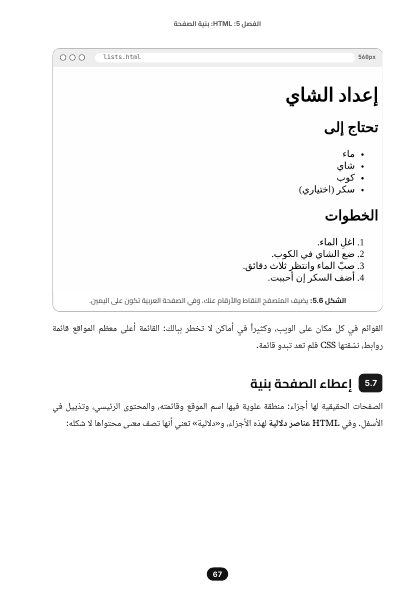 الفصل 5: HTML: بنية الصفحة
lists.html
560px
إعداد الشاي
تحتاج إلى
• ماء
• شاي
• كوب
• سكر (اختياري)
الخطوات
1. اغلِ الماء.
2. ضع الشاي في الكوب.
3. صبّ الماء وانتظر ثلاث دقائق.
4. أضف السكر إن أحببت.
الشكل 5.6: يضيف المتصفح النقاط والأرقام عنك، وفي الصفحة العربية تكون على اليمين.
القوائم في كل مكان على الويب، وكثيراً في أماكن لا تخطر ببالك: القائمة أعلى معظم المواقع قائمة
روابط، نسّقتها CSS فلم تعد تبدو قائمة.
5.7 إعطاء الصفحة بنية
الصفحات الحقيقية لها أجزاء: منطقة علوية فيها اسم الموقع وقائمته، والمحتوى الرئيسي، وتذييل في
الأسفل. وفي HTML عناصر دلالية لهذه الأجزاء، و«دلالية» تعني أنها تصف معنى محتواها لا شكله:
67